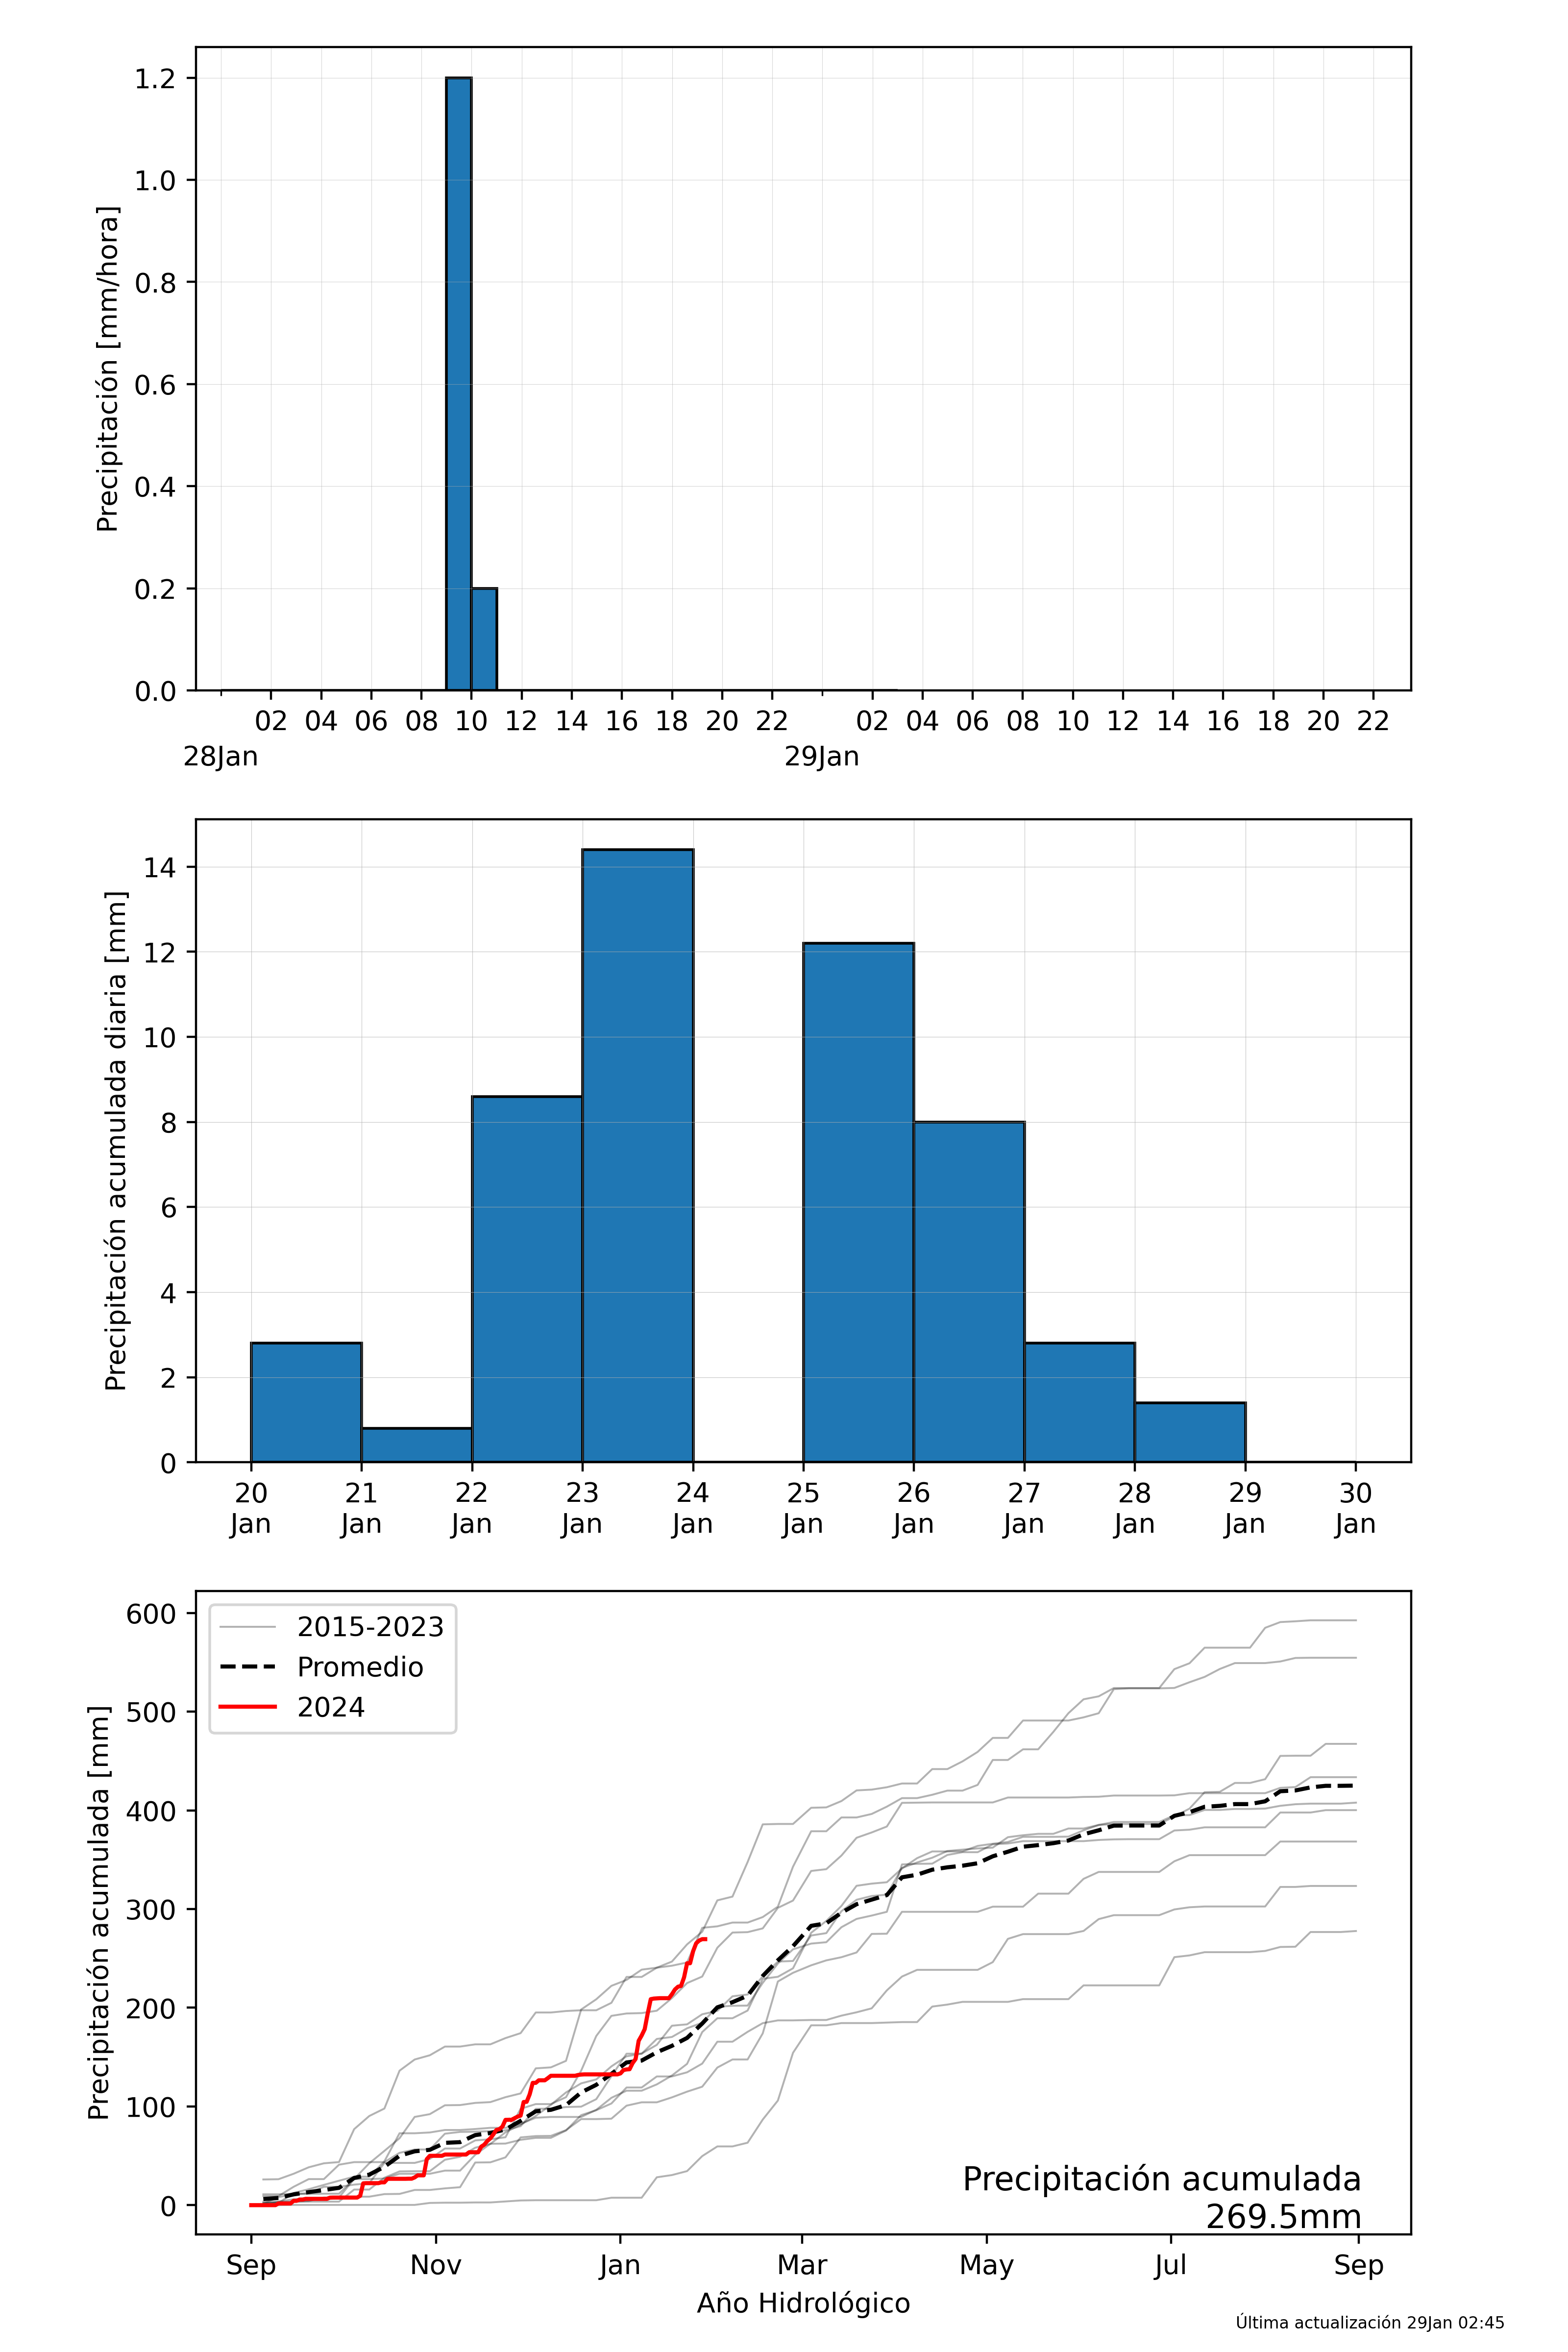 Precipitación [mm/hora]
1.2
1.0
0.8
0.6
0.4
0.2
0.0
02 04 06 08 10 12 14 16 18 20 22 02 04 06 08 10 12 14 16 18 20 22
28Jan 29Jan
Precipitación acumulada diaria [mm]
14
12
10
8
6
4
2
0
20 21 22 23 24 25 26 27 28 29 30
Jan Jan Jan Jan Jan Jan Jan Jan Jan Jan Jan
Precipitación acumulada [mm]
600
500
400
300
200
100
0
2015-2023
Promedio
2024
Precipitación acumulada
269.5mm
Sep Nov Jan Mar May Jul Sep
Año Hidrológico
Última actualización 29Jan 02:45